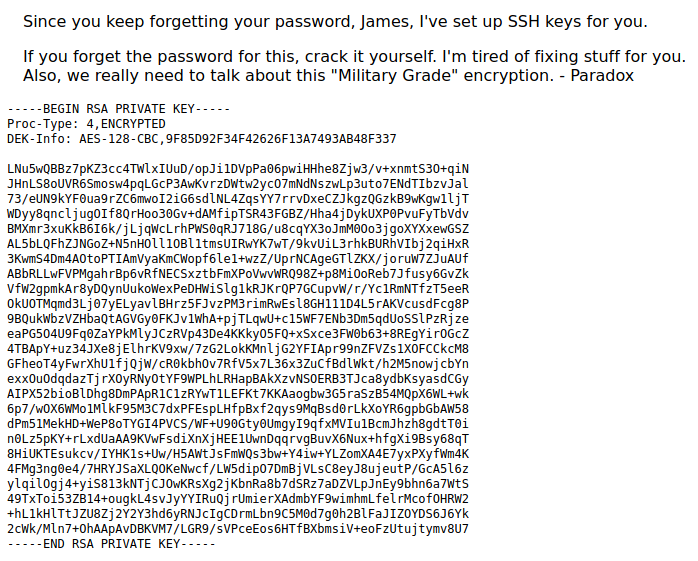 Since you keep forgetting your password, James, I've set up SSH keys for you.
If you forget the password for this, crack it yourself. I'm tired of fixing stuff for you.
Also, we really need to talk about this "Military Grade" encryption. - Paradox
-----BEGIN RSA PRIVATE KEY-----
Proc-Type: 4,ENCRYPTED
DEK-Info: AES-128-CBC,9F85D92F34F42626F13A7493AB48F337

LNu5wQBBz7pKZ3cc4TWlxIUuD/opJi1DVpPa06pwiHHhe8Zjw3/v+xnmtS3O+qiN
JHnLS8oUVR6Smosw4pqLGcP3AwKvrzDWtw2ycO7mNdNszwLp3uto7ENdTIbzvJal
73/eUN9kYF0ua9rZC6mwoI2iG6sdlNL4ZqsYY7rrvDxeCZJkgzQGzkB9wKgw1ljT
WDyy8qncljugOIf8QrHoo30Gv+dAMfipTSR43FGBZ/Hha4jDykUXP0PvuFyTbVdv
BMXmr3xuKkB6I6k/jLjqWcLrhPWS0qRJ718G/u8cqYX3oJmM0Oo3jgoXYXxewGSZ
AL5bLQFhZJNGoZ+N5nHOll1OBl1tmsUIRwYK7wT/9kvUiL3rhkBURhVIbj2qiHxR
3KwmS4Dm4AOtoPTIAmVyaKmCWopf6le1+wzZ/UprNCAgeGTlZKX/joruW7ZJuAUf
ABbRLLwFVPMgahrBp6vRfNECSxztbFmXPoVwvWRQ98Z+p8MiOoReb7Jfusy6GvZk
VfW2gpmkAr8yDQynUukoWexPeDHWiSlg1kRJKrQP7GCupvW/r/Yc1RmNTfzT5eeR
OkUOTMqmd3Lj07yELyavlBHrz5FJvzPM3rimRwEsl8GH111D4L5rAKVcusdFcg8P
9BQukWbzVZHbaQtAGVGy0FKJv1WhA+pjTLqwU+c15WF7ENb3Dm5qdUoSSlPzRjze
eaPG5O4U9Fq0ZaYPkMlyJCzRVp43De4KKkyO5FQ+xSxce3FW0b63+8REgYirOGcZ
4TBApY+uz34JXe8jElhrKV9xw/7zG2LokKMnljG2YFIApr99nZFVZs1XOFCCkcM8
GFheoT4yFwrXhU1fjQjW/cR0kbhOv7RfV5x7L36x3ZuCfBdlWkt/h2M5nowjcbYn
exxOuOdqdazTjrXOyRNyOtYF9WPLhLRHapBAkXzvNSOERB3TJca8ydbKsyasdCGy
AIPX52bioBlDhg8DmPApR1C1zRYwT1LEFKt7KKAaogbw3G5raSzB54MQpX6WL+wk
6p7/wOX6WMo1MlkF95M3C7dxPFEspLHfpBxf2qys9MqBsd0rLkXoYR6gpbGbAW58
dPm51MekHD+WeP8oTYGI4PVCS/WF+U90Gty0UmgyI9qfxMVIu1BcmJhzh8gdtT0i
n0Lz5pKY+rLxdUaAA9KVwFsdiXnXjHEE1UwnDqqrvgBuvX6Nux+hfgXi9Bsy68qT
8HiUKTEsukcv/IYHK1s+Uw/H5AWtJsFmWQs3bw+Y4iw+YLZomXA4E7yxPXyfWm4K
4FMg3ng0e4/7HRYJSaXLQOKeNwcf/LW5dipO7DmBjVLsC8eyJ8ujeutP/GcA5l6z
ylqilOgj4+yiS813kNTjCJOwKRsXg2jKbnRa8b7dSRz7aDZVLpJnEy9bhn6a7WtS
49TxToi53ZB14+ougkL4svJyYYIRuQjrUmierXAdmbYF9wimhmLfelrMcofOHRW2
+hL1kHlTtJZU8Zj2Y2Y3hd6yRNJcIgCDrmLbn9C5M0d7g0h2BlFaJIZOYDS6J6Yk
2cWk/Mln7+OhAApAvDBKVM7/LGR9/sVPceEos6HTfBXbmsiV+eoFzUtujtymv8U7
-----END RSA PRIVATE KEY-----